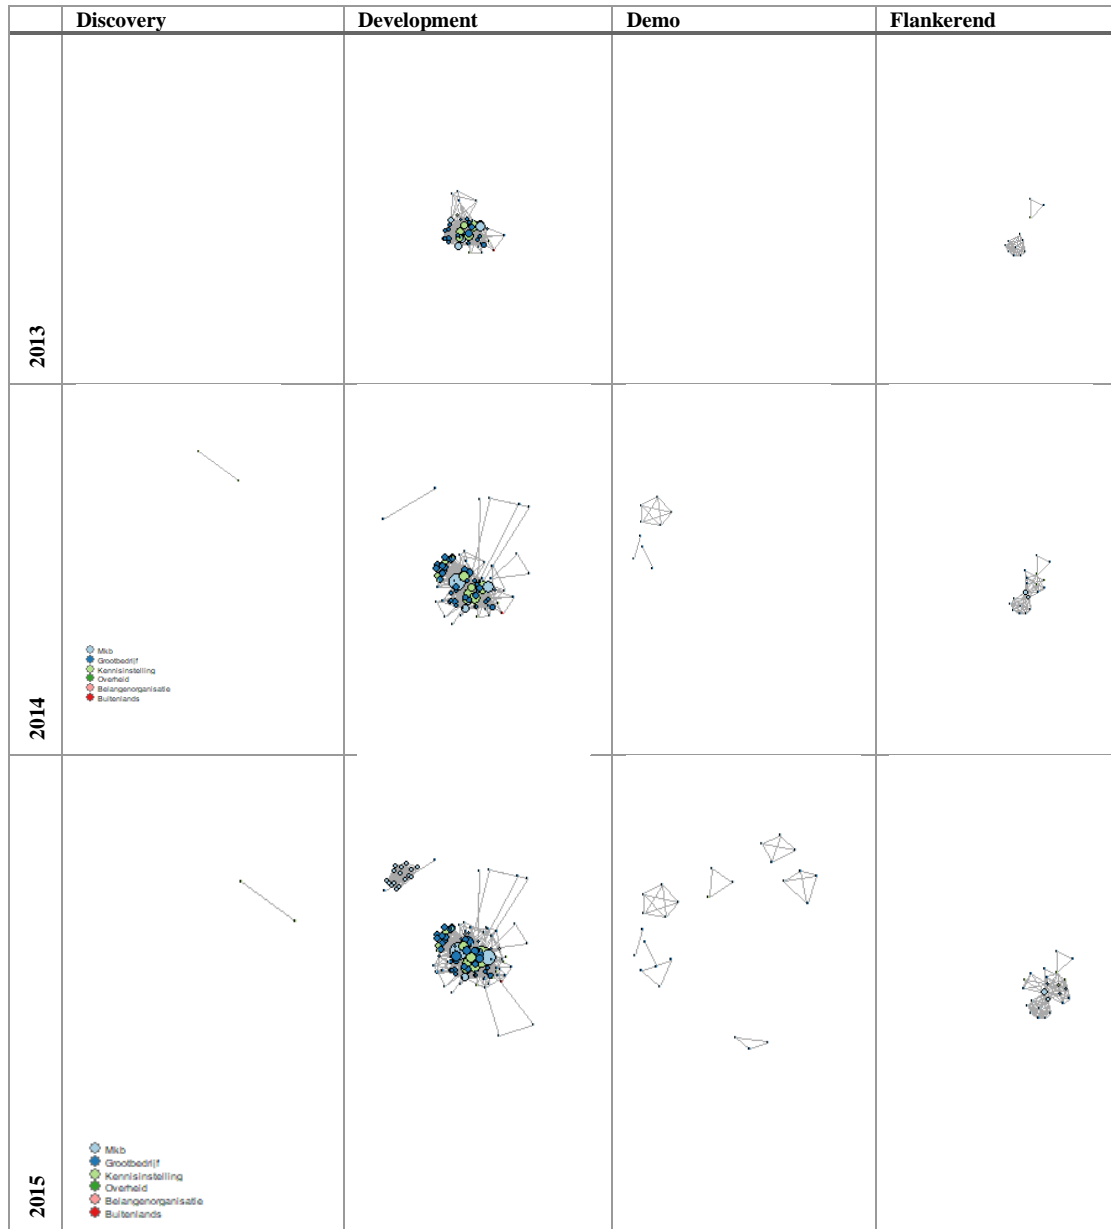 Discovery Development Demo Flankerend
2013
2014
Mkb
Grootbedrijf
Kennisinstelling
Overheid
Belangenorganisatie
Buitenlands
2015
Mkb
Grootbedrijf
Kennisinstelling
Overheid
Belangenorganisatie
Buitenlands